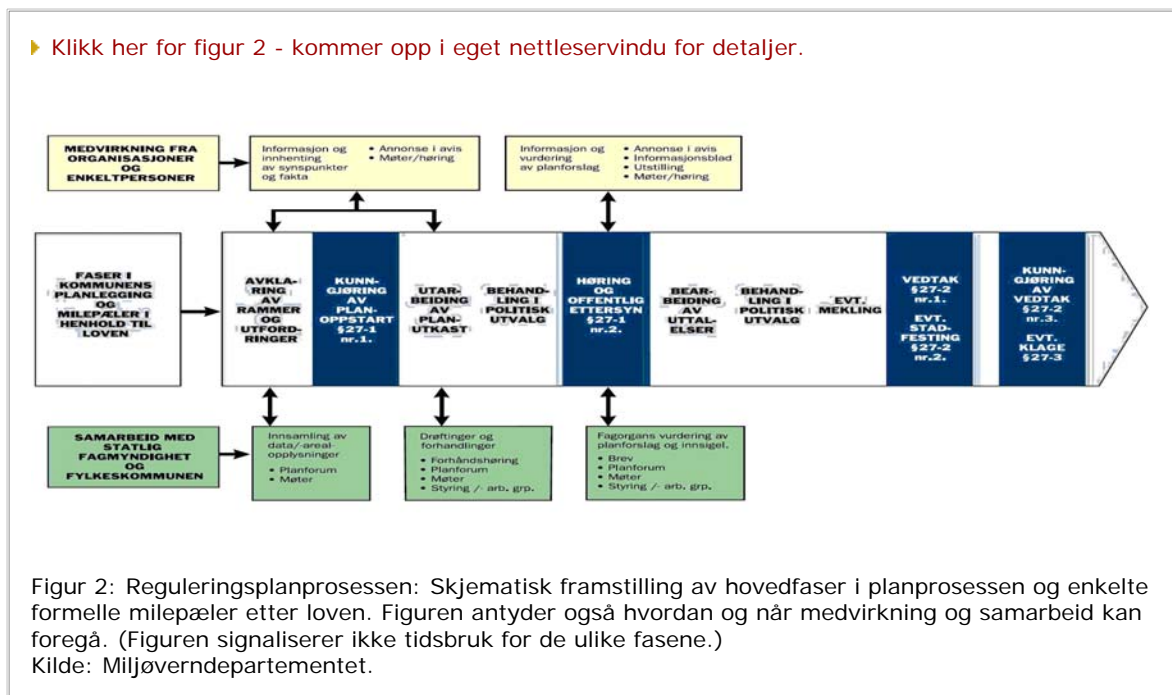 Klikk her for figur 2 - kommer opp i eget nettleservindu for detaljer.
MEDVIRKNING FRA
ORGANISASJONER
OG
ENKELTPERSONER
Informasjon og
innhenting
av synspunkter
og fakta
• Annonse i avis
• Møter/høring
Informasjon og
vurdering
av planforslag
• Annonse i avis
• Informasjonsblad
• Utstilling
• Møter/høring
FASER I
KOMMUNENS
PLANLEGGING
OG
MILEPÆLER I
HENHOLD TIL
LOVEN
AVKLA-
RING
AV
RAMMER
OG
UTFORD-
RINGER
KUNN-
GJØRING
AV
PLAN-
OPPSTART
§27-1
nr.1.
UTAR-
BEIDING
AV
PLAN-
UTKAST
BEHAND-
LING I
POLITISK
UTVALG
HØRING
OG
OFFENTLIG
ETTERSYN
§27-1
nr.2.
BEAR-
BEIDING
AV
UTTAL-
ELSER
BEHAND-
LING I
POLITISK
UTVALG
EVT.
MEKLING
VEDTAK
§27-2
nr.1.
EVT.
STAD-
FESTING
§27-2
nr.2.
KUNN-
GJØRING
AV
VEDTAK
§27-2
nr.3.
EVT.
KLAGE
§27-3
SAMARBEID MED
STATLIG
FAGMYNDIGHET
OG
FYLKESKOMMUNEN
Innsamling av
data/-areal-
opplysninger
• Planforum
• Møter
Drøftinger og
forhandlinger
• Forhåndshøring
• Planforum
• Møter
• Styring /- arb. grp.
Fagorgans vurdering av
planforslag og innsigel.
• Brev
• Planforum
• Møter
• Styring /- arb. grp.
Figur 2: Reguleringsplanprosessen: Skjematisk framstilling av hovedfaser i planprosessen og enkelte
formelle milepæler etter loven. Figuren antyder også hvordan og når medvirkning og samarbeid kan
foregå. (Figuren signaliserer ikke tidsbruk for de ulike fasene.)
Kilde: Miljøverndepartementet.